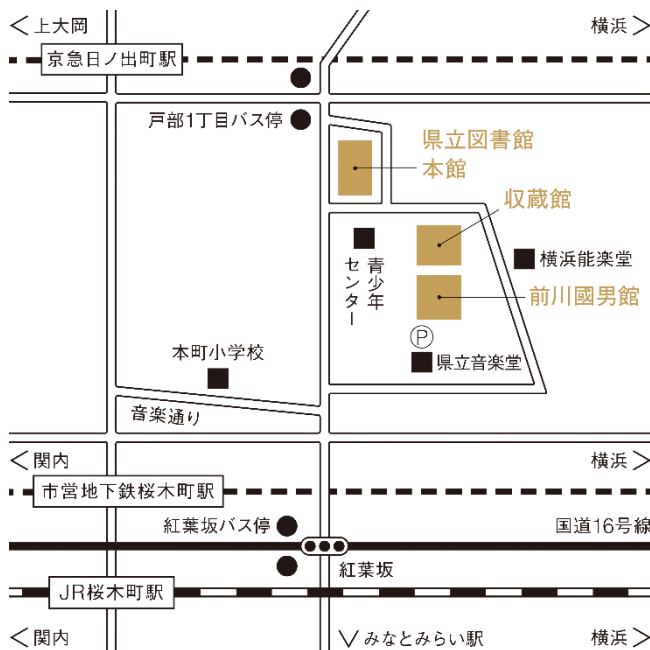 ＜上大岡
横浜＞
京急日ノ出町駅
戸部1丁目バス停
県立図書館
本館
収蔵館
青少年
センター
横浜能楽堂
前川國男館
P
本町小学校
県立音楽堂
音楽通り
＜関内
横浜＞
市営地下鉄桜木町駅
紅葉坂バス停
国道16号線
紅葉坂
JR桜木町駅
＜関内
みなとみらい駅
横浜＞